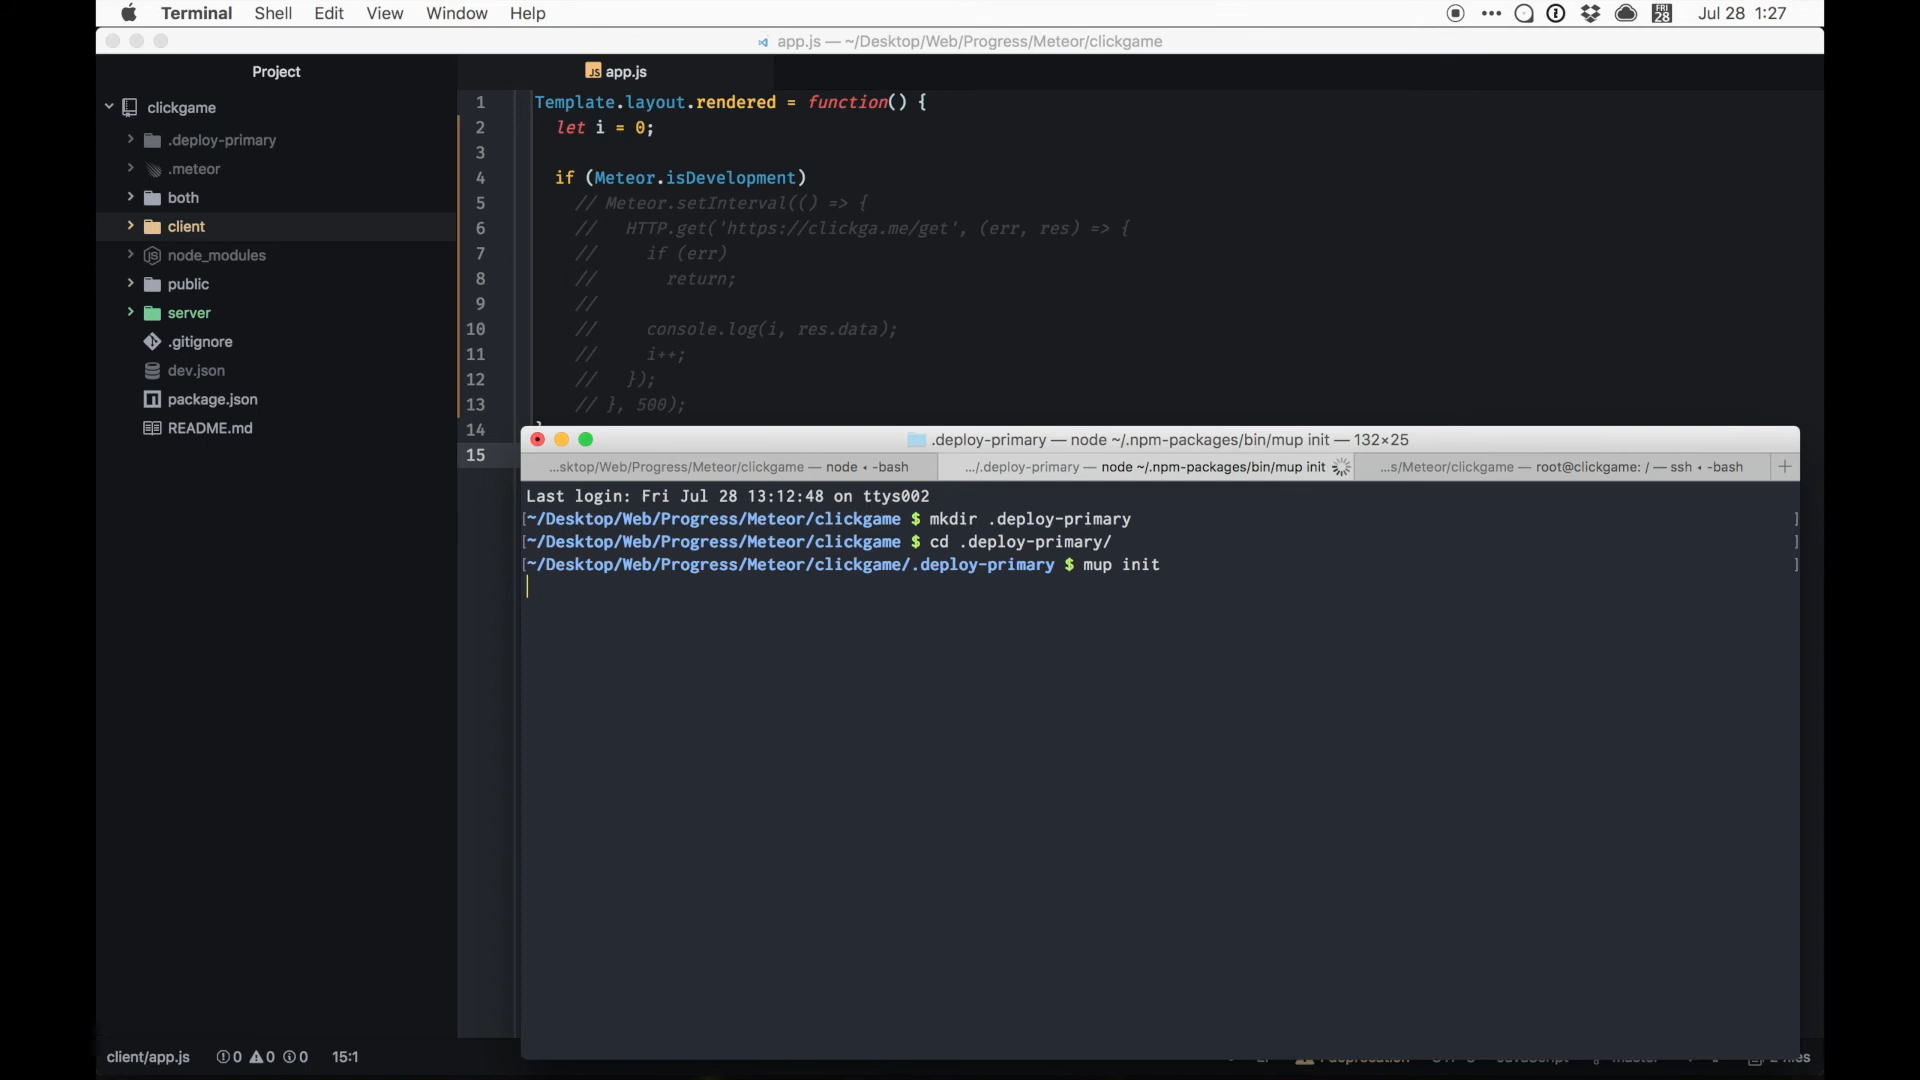 Terminal Shell Edit View Window Help
FRI 28 Jul 28 1:27
app.js — ~/Desktop/Web/Progress/Meteor/clickgame
Project
JS app.js
clickgame
.deploy-primary
.meteor
both
client
node_modules
public
server
.gitignore
dev.json
package.json
README.md
1 Template.layout.rendered = function() {
2 let i = 0;
3
4 if (Meteor.isDevelopment)
5 // Meteor.setInterval(() => {
6 // HTTP.get('https://clickga.me/get', (err, res) => {
7 // if (err)
8 // return;
9 //
10 // console.log(i, res.data);
11 // i++;
12 // });
13 // }, 500);
14
15
.deploy-primary — node ~/.npm-packages/bin/mup init — 132×25
...sktop/Web/Progress/Meteor/clickgame — node ◂ -bash
.../.deploy-primary — node ~/.npm-packages/bin/mup init
...s/Meteor/clickgame — root@clickgame: / — ssh ◂ -bash
Last login: Fri Jul 28 13:12:48 on ttys002
[~/Desktop/Web/Progress/Meteor/clickgame $ mkdir .deploy-primary ]
[~/Desktop/Web/Progress/Meteor/clickgame $ cd .deploy-primary/ ]
[~/Desktop/Web/Progress/Meteor/clickgame/.deploy-primary $ mup init ]
client/app.js 0 0 0 15:1